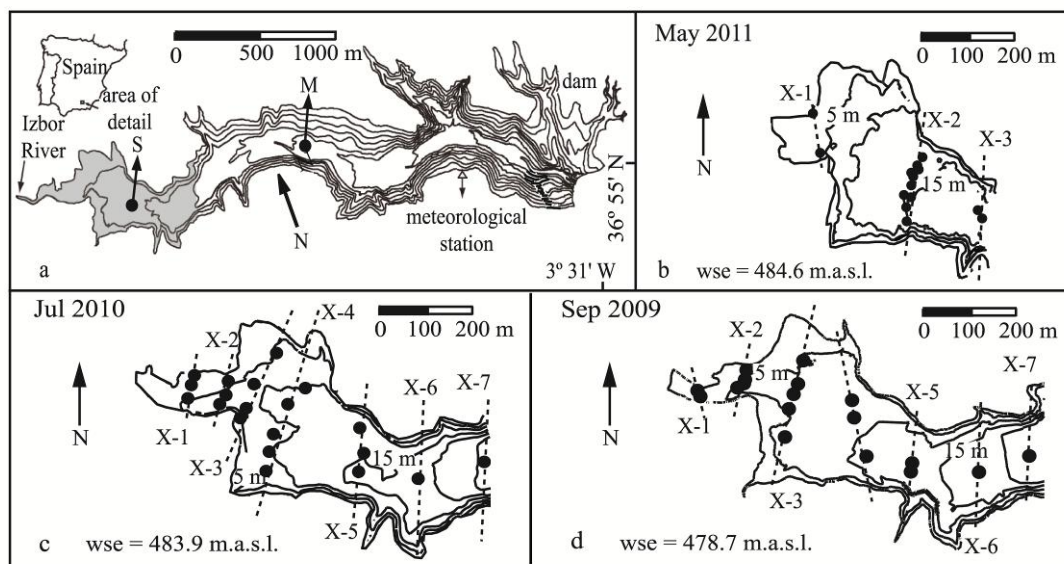 0 500 1000 m
Spain
area of
detail
Izbor
River
S
M
dam
N
meteorological
station
36° 55' N
3° 31' W
a
May 2011
0 100 200 m
X-1
5 m
X-2
X-3
15 m
N
b wse = 484.6 m.a.s.l.
Jul 2010
X-4
0 100 200 m
X-2
X-6
X-7
N
X-1
X-3
5 m
15 m
X-5
c wse = 483.9 m.a.s.l.
Sep 2009
0 100 200 m
X-2
X-7
5 m
X-5
N
X-1
15 m
X-3
X-6
d wse = 478.7 m.a.s.l.